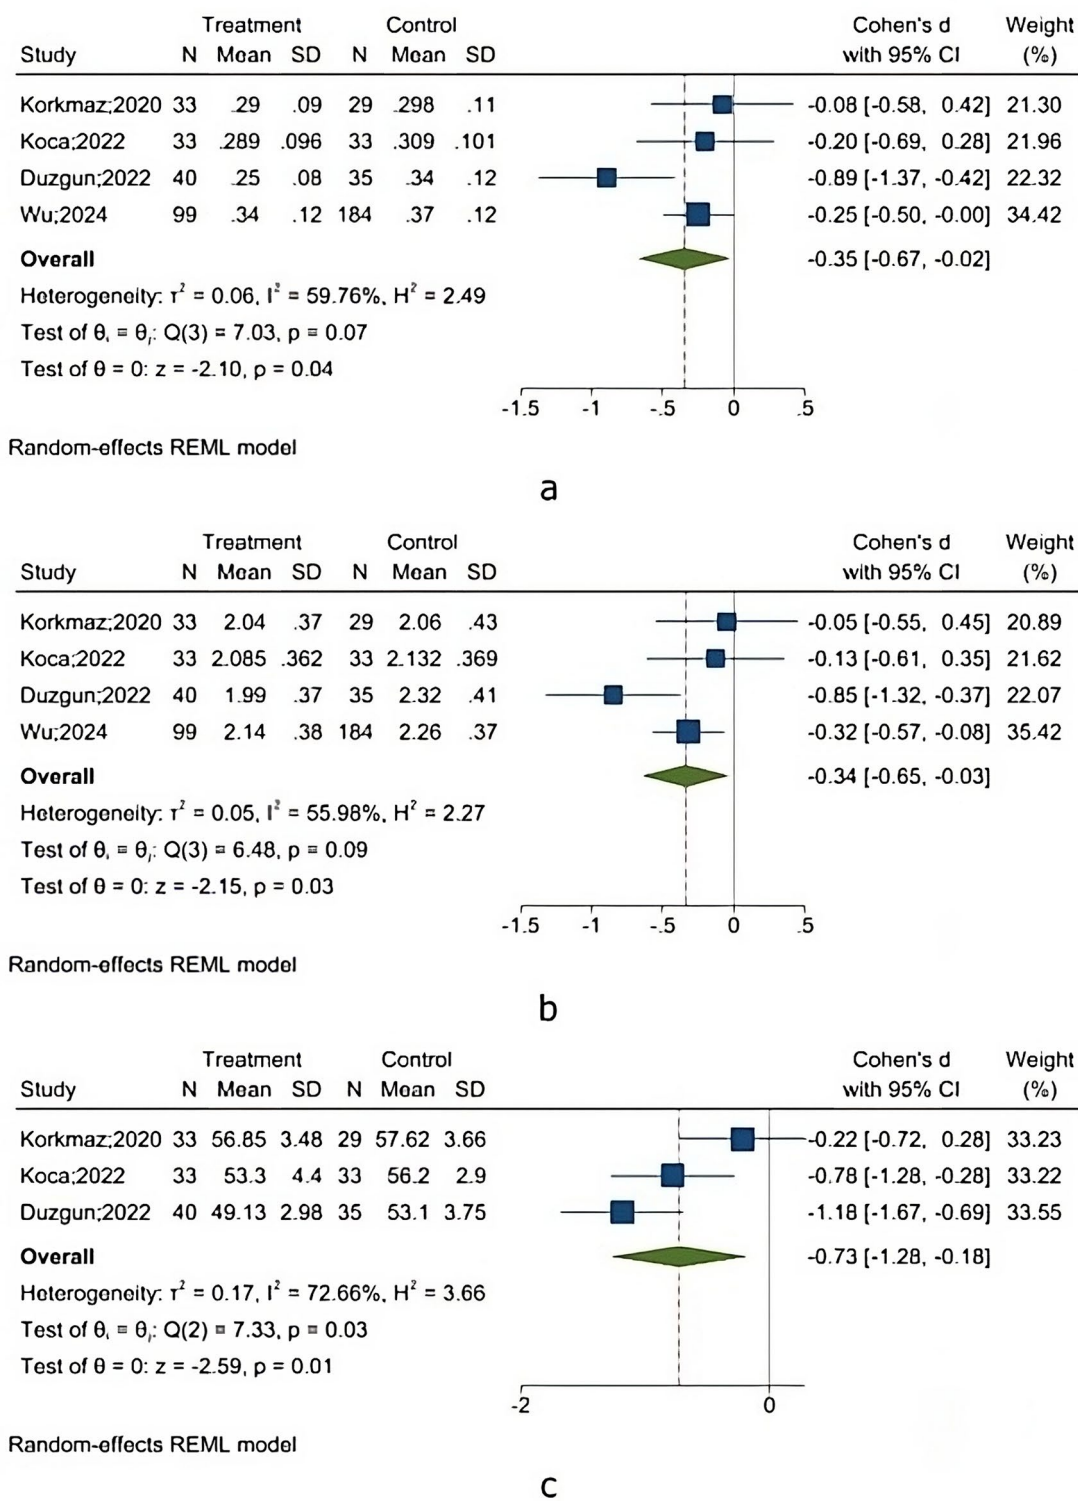 Treatment Control Cohen's d Weight
Study N Mean SD N Mean SD with 95% CI (%)
Korkmaz;2020 33 .29 .09 29 .298 .11 -0.08 [-0.58, 0.42] 21.30
Koca;2022 33 .289 .096 33 .309 .101 -0.20 [-0.69, 0.28] 21.96
Duzgun;2022 40 .25 .08 35 .34 .12 -0.89 [-1.37, -0.42] 22.32
Wu;2024 99 .34 .12 184 .37 .12 -0.25 [-0.50, -0.00] 34.42
Overall -0.35 [-0.67, -0.02]
Heterogeneity: τ² = 0.06, I² = 59.76%, H² = 2.49
Test of θᵢ = θⱼ: Q(3) = 7.03, p = 0.07
Test of θ = 0: z = -2.10, p = 0.04
-1.5 -1 -.5 0 .5
Random-effects REML model
a
Treatment Control Cohen's d Weight
Study N Mean SD N Mean SD with 95% CI (%)
Korkmaz;2020 33 2.04 .37 29 2.06 .43 -0.05 [-0.55, 0.45] 20.89
Koca;2022 33 2.085 .362 33 2.132 .369 -0.13 [-0.61, 0.35] 21.62
Duzgun;2022 40 1.99 .37 35 2.32 .41 -0.85 [-1.32, -0.37] 22.07
Wu;2024 99 2.14 .38 184 2.26 .37 -0.32 [-0.57, -0.08] 35.42
Overall -0.34 [-0.65, -0.03]
Heterogeneity: τ² = 0.05, I² = 55.98%, H² = 2.27
Test of θᵢ = θⱼ: Q(3) = 6.48, p = 0.09
Test of θ = 0: z = -2.15, p = 0.03
-1.5 -1 -.5 0 .5
Random-effects REML model
b
Treatment Control Cohen's d Weight
Study N Mean SD N Mean SD with 95% CI (%)
Korkmaz;2020 33 56.85 3.48 29 57.62 3.66 -0.22 [-0.72, 0.28] 33.23
Koca;2022 33 53.3 4.4 33 56.2 2.9 -0.78 [-1.28, -0.28] 33.22
Duzgun;2022 40 49.13 2.98 35 53.1 3.75 -1.18 [-1.67, -0.69] 33.55
Overall -0.73 [-1.28, -0.18]
Heterogeneity: τ² = 0.17, I² = 72.66%, H² = 3.66
Test of θᵢ = θⱼ: Q(2) = 7.33, p = 0.03
Test of θ = 0: z = -2.59, p = 0.01
-2 0
Random-effects REML model
c